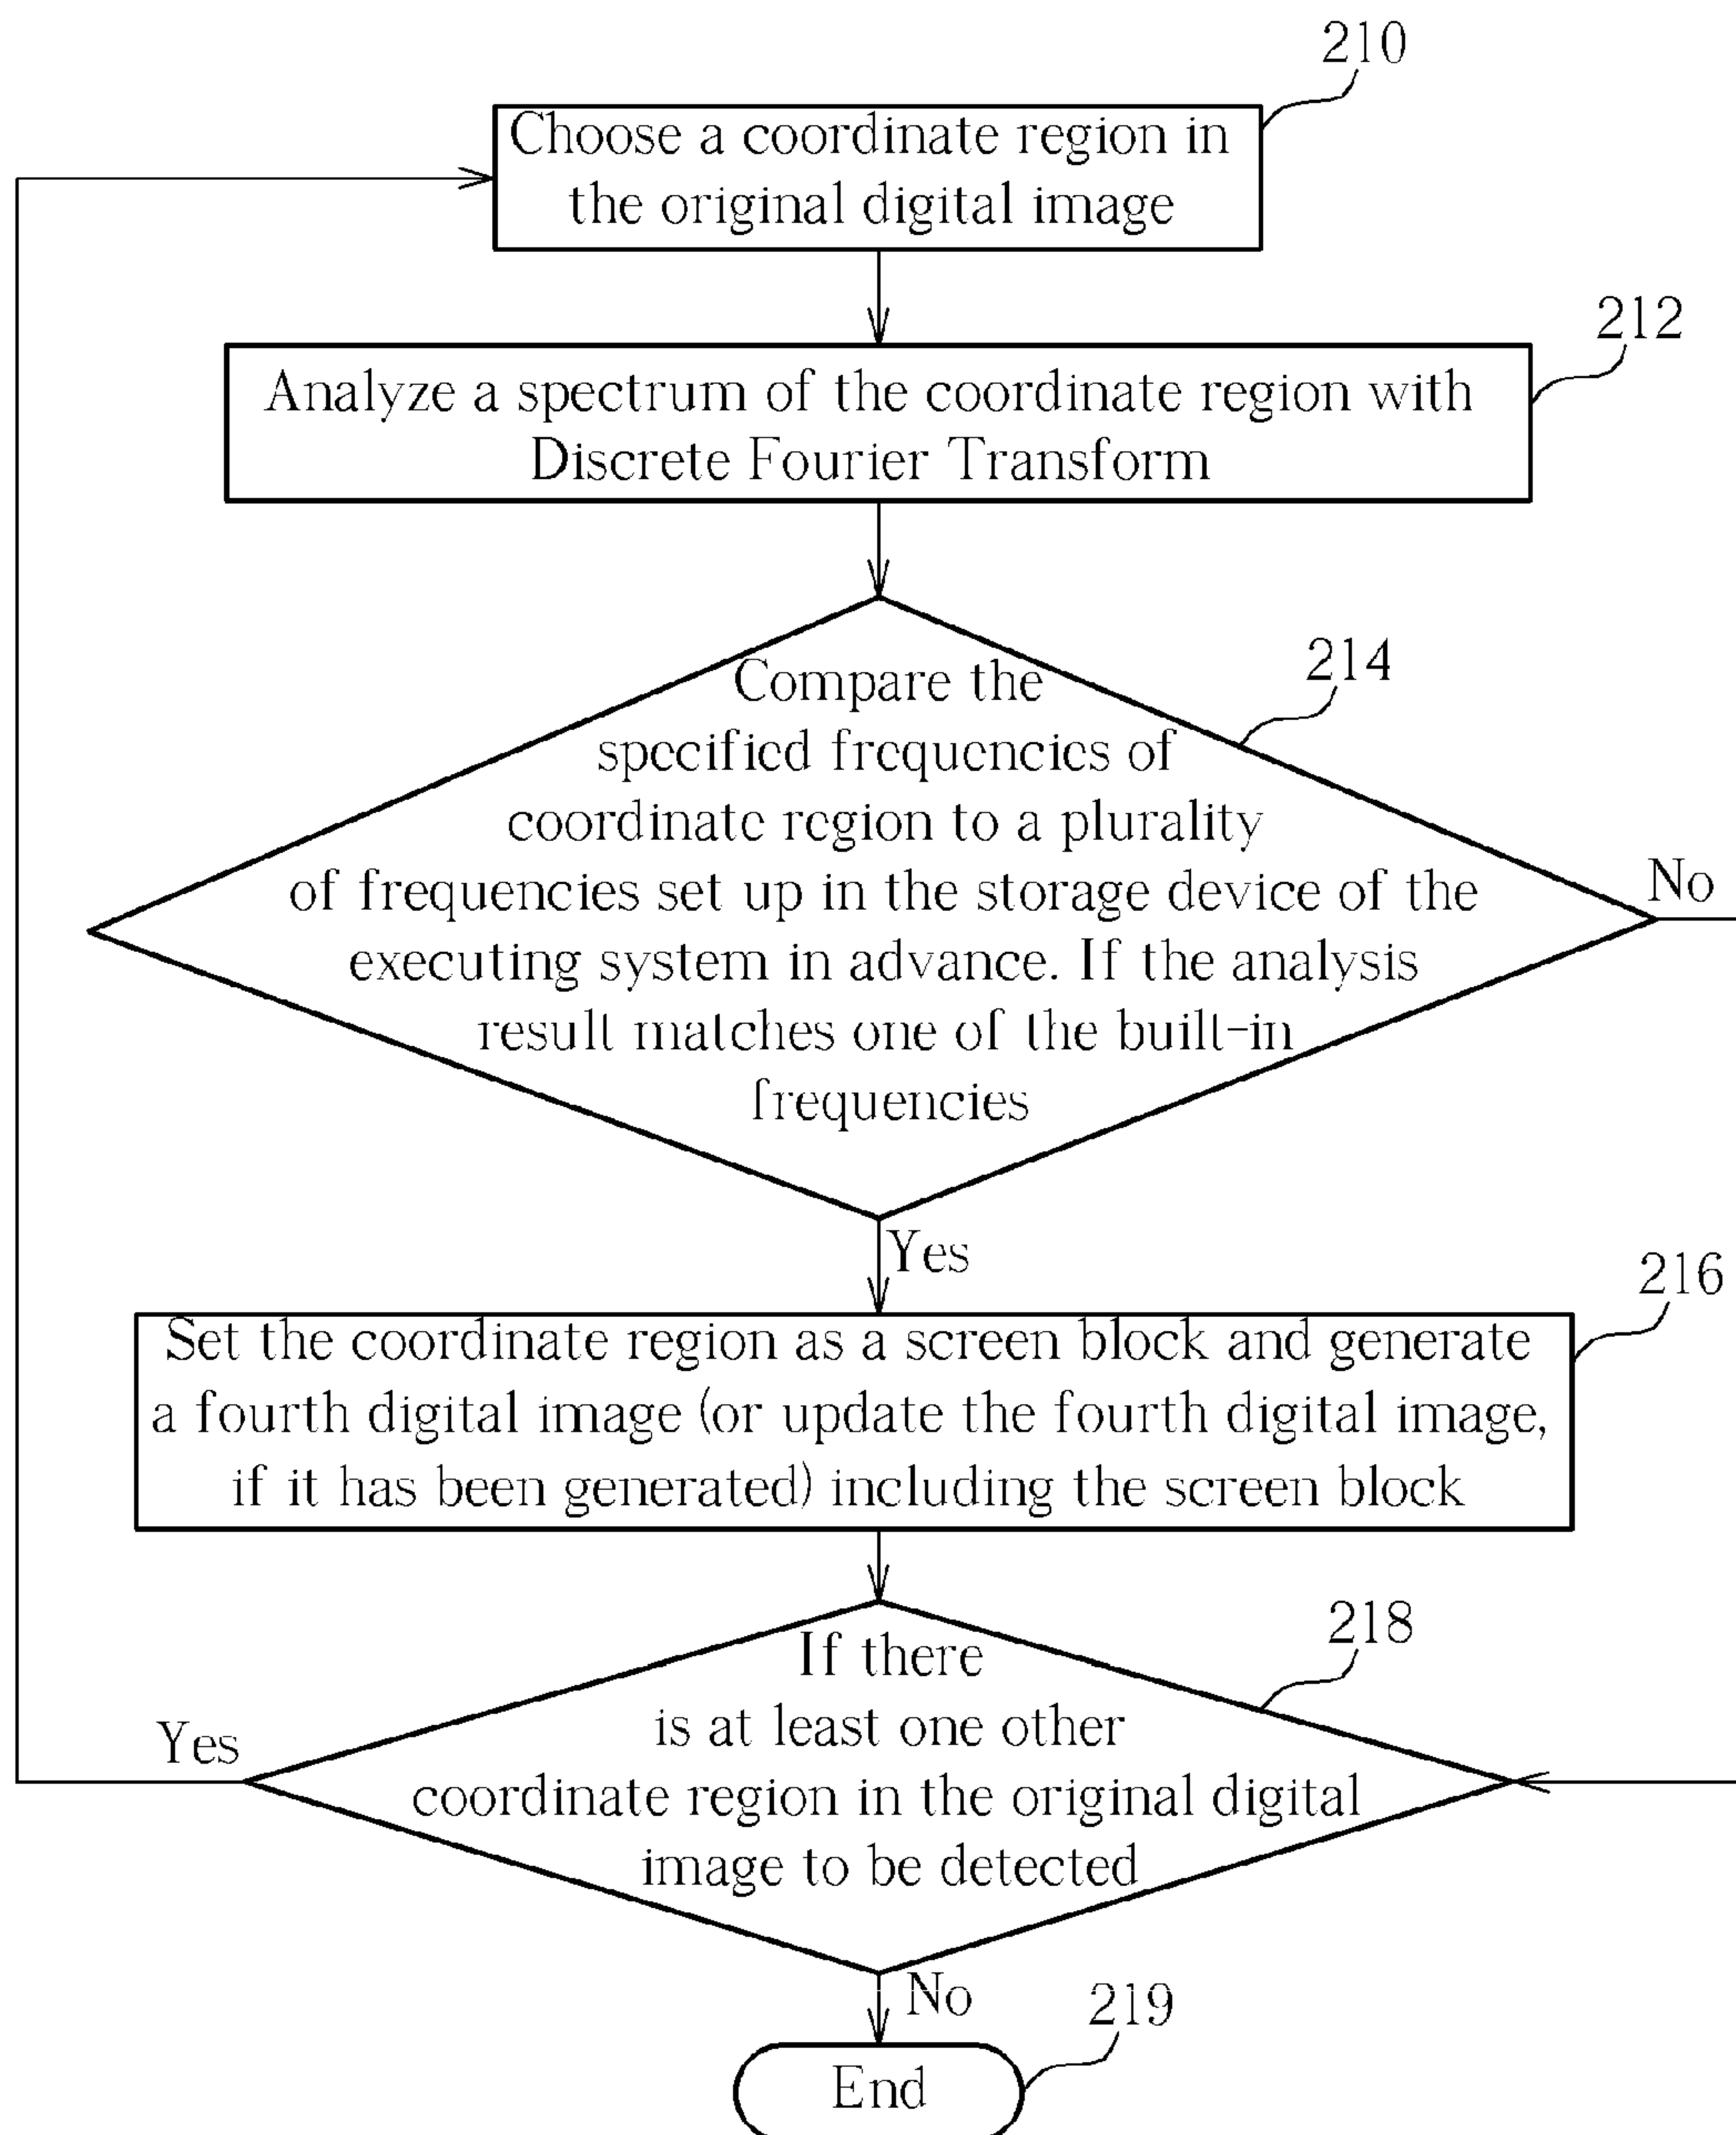 210
Choose a coordinate region in
the original digital image
212
Analyze a spectrum of the coordinate region with
Discrete Fourier Transform
214
Compare the
specified frequencies of
coordinate region to a plurality
of frequencies set up in the storage device of the
executing system in advance. If the analysis
result matches one of the built-in
frequencies
No
Yes
216
Set the coordinate region as a screen block and generate
a fourth digital image (or update the fourth digital image,
if it has been generated) including the screen block
218
If there
is at least one other
coordinate region in the original digital
image to be detected
Yes
No
219
End